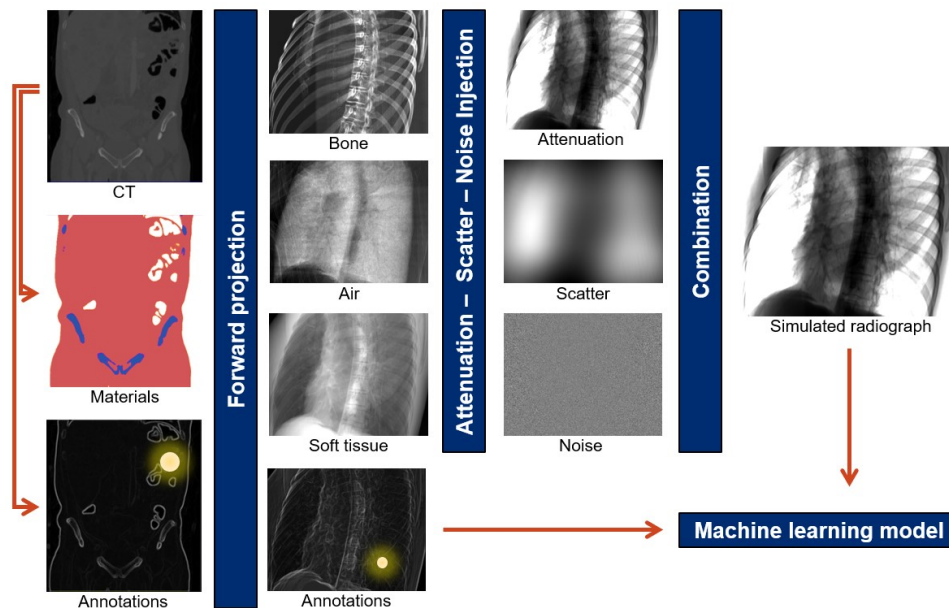 CT
Materials
Annotations
Forward projection
Bone
Air
Soft tissue
Annotations
Attenuation – Scatter – Noise Injection
Attenuation
Scatter
Noise
Combination
Simulated radiograph
Machine learning model